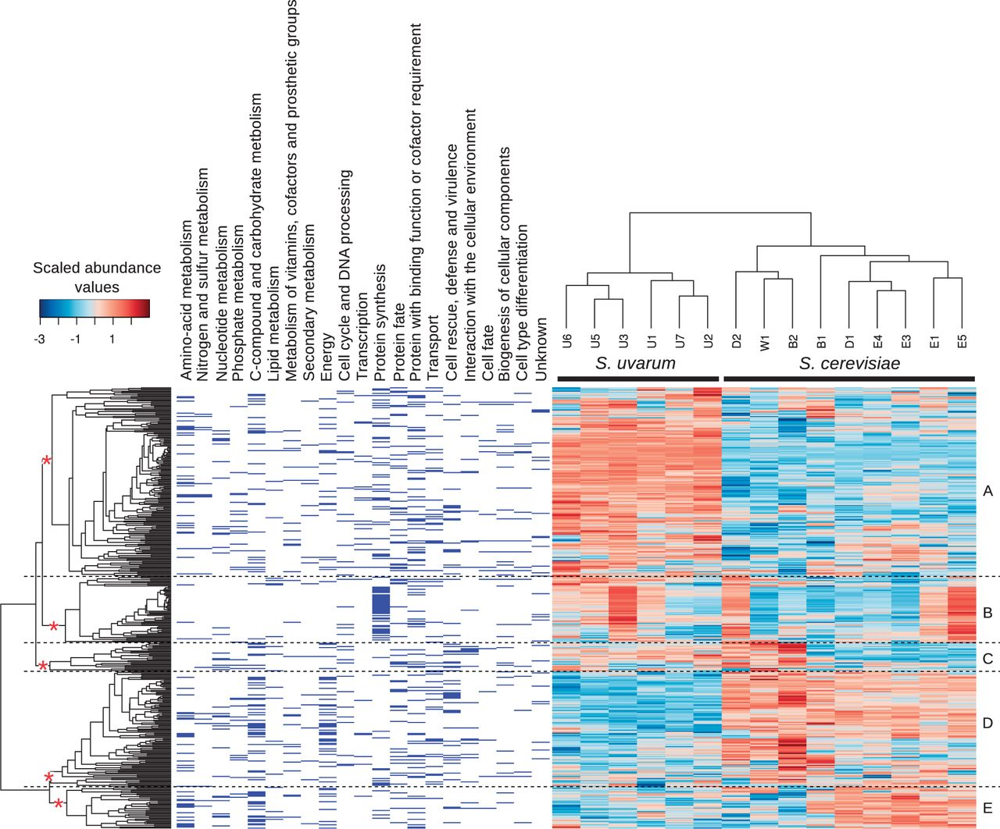 Scaled abundance
values
-3 -1 1
Amino-acid metabolism
Nitrogen and sulfur metabolism
Nucleotide metabolism
Phosphate metabolism
C-compound and carbohydrate metbolism
Lipid metabolism
Metabolism of vitamins, cofactors and prosthetic groups
Secondary metabolism
Energy
Cell cycle and DNA processing
Transcription
Protein synthesis
Protein fate
Protein with binding function or cofactor requirement
Transport
Cell rescue, defense and virulence
Interaction with the cellular environment
Cell fate
Biogenesis of cellular components
Cell type differentiation
Unknown
U6 U5 U3 U1 U7 U2 D2 W1 B2 B1 D1 E4 E3 E1 E5
S. uvarum S. cerevisiae
*
A
*
B
*
C
D
*
*
E